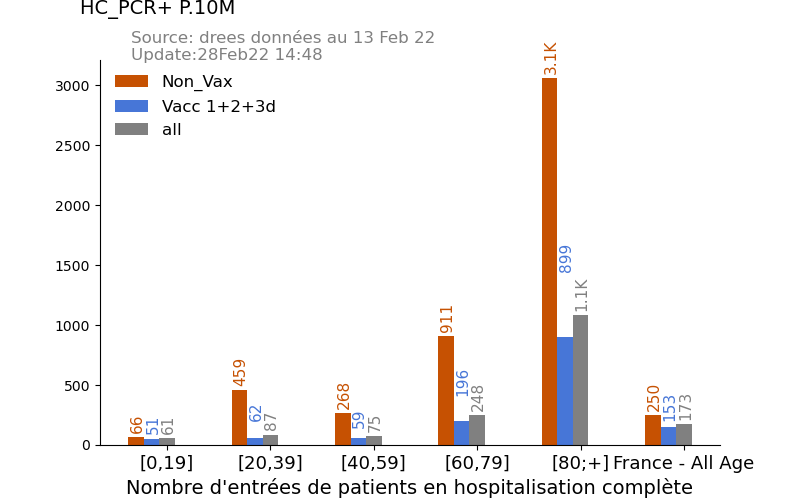 HC_PCR+ P.10M
Source: drees données au 13 Feb 22
Update:28Feb22 14:48
Non_Vax
Vacc 1+2+3d
all
3000
2500
2000
1500
1000
500
0
66 51 61
459 62 87
268 59 75
911 196 248
3.1K 899 1.1K
250 153 173
[0,19] [20,39] [40,59] [60,79] [80;+] France - All Age
Nombre d'entrées de patients en hospitalisation complète